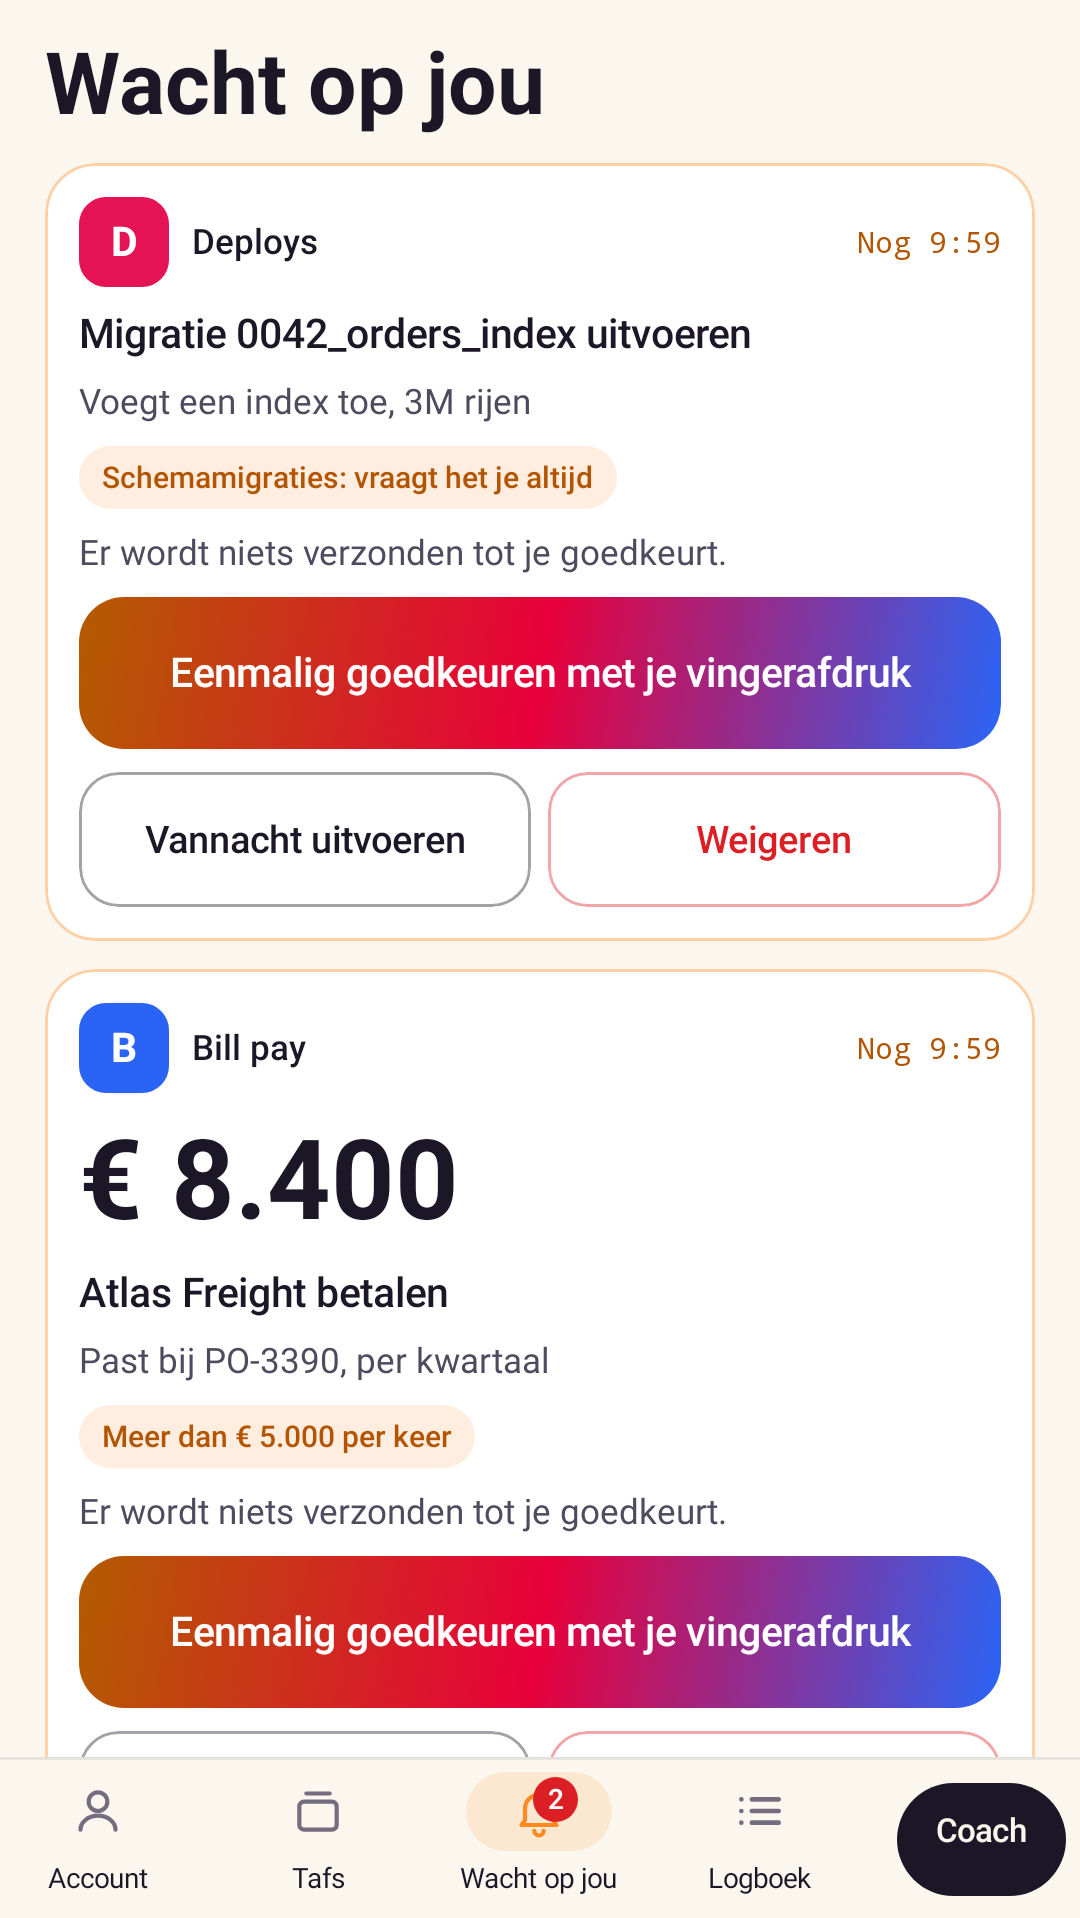 Wacht op jou
D
Deploys
Nog 9:59
Migratie 0042_orders_index uitvoeren
Voegt een index toe, 3M rijen
Schemamigraties: vraagt het je altijd
Er wordt niets verzonden tot je goedkeurt.
Eenmalig goedkeuren met je vingerafdruk
Vannacht uitvoeren
Weigeren
B
Bill pay
Nog 9:59
€ 8.400
Atlas Freight betalen
Past bij PO-3390, per kwartaal
Meer dan € 5.000 per keer
Er wordt niets verzonden tot je goedkeurt.
Eenmalig goedkeuren met je vingerafdruk
2
Account
Tafs
Wacht op jou
Logboek
Coach